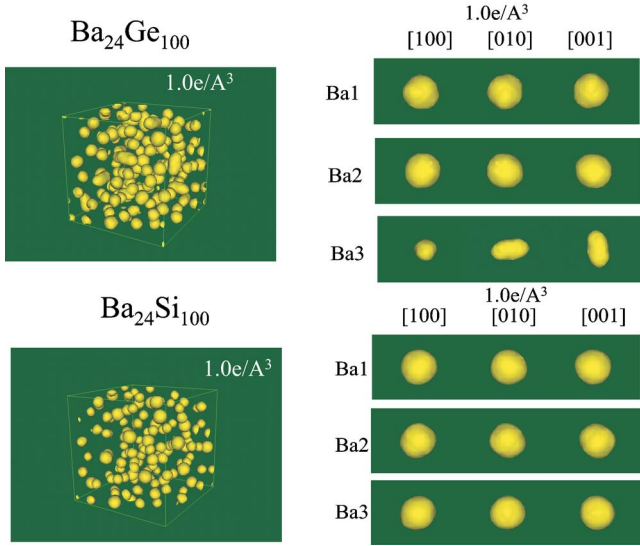 Ba₂₄Ge₁₀₀
1.0e/A³
1.0e/A³
[100] [010] [001]
Ba1
Ba2
Ba3
Ba₂₄Si₁₀₀
1.0e/A³
1.0e/A³
[100] [010] [001]
Ba1
Ba2
Ba3